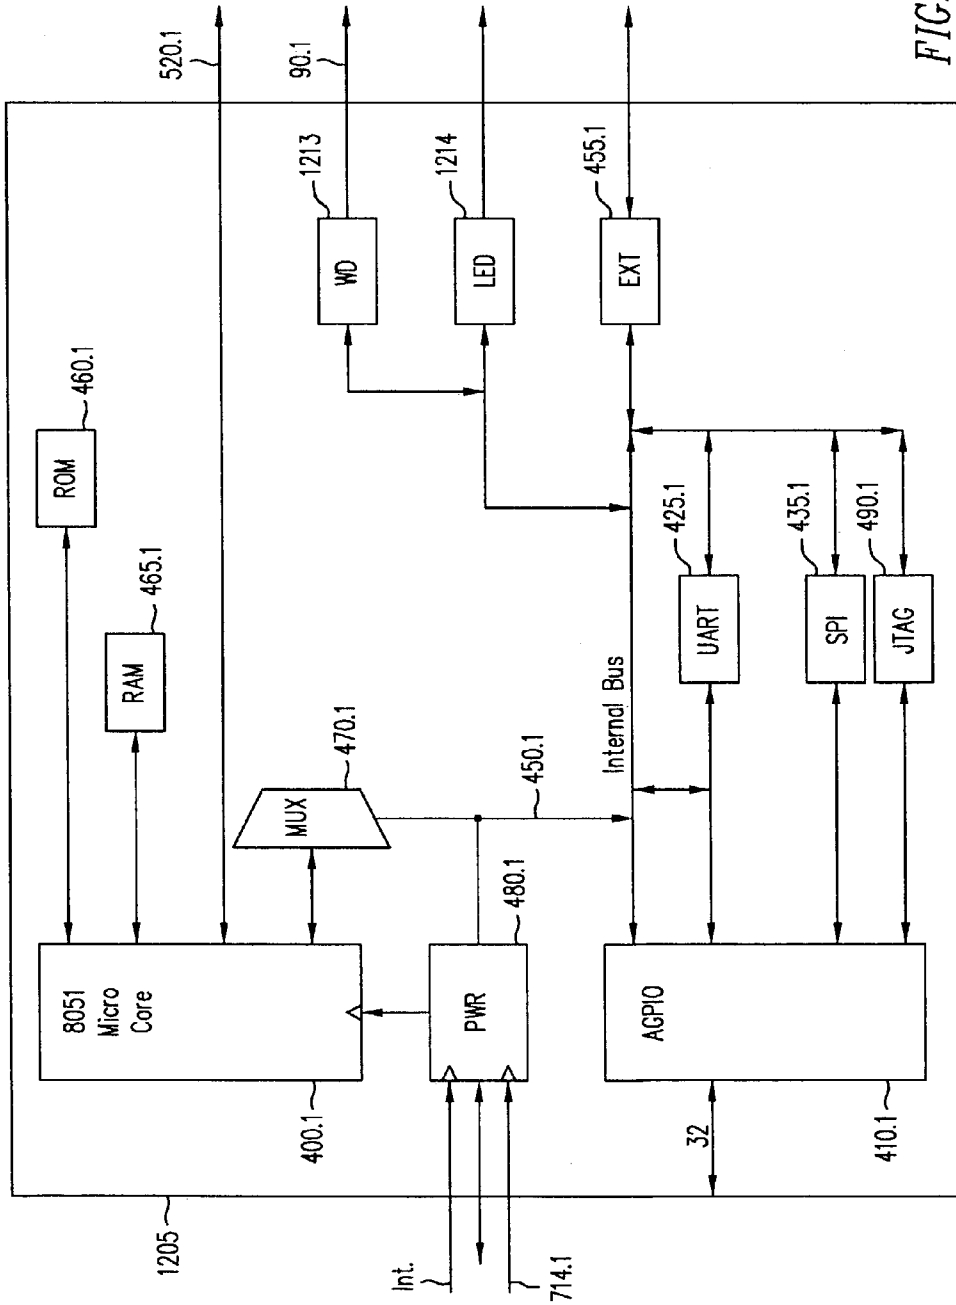 FIG.
520.1
90.1
1213
1214
455.1
WD
LED
EXT
460.1
ROM
465.1
RAM
425.1
435.1
490.1
UART
SPI
JTAG
Internal Bus
470.1
MUX
450.1
480.1
8051
Micro
Core
PWR
AGPIO
400.1
32
410.1
1205
Int.
714.1